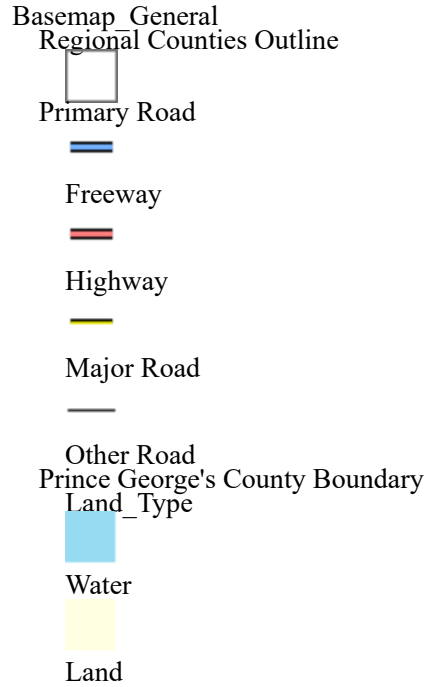 Basemap_General
Regional Counties Outline
Primary Road
Freeway
Highway
Major Road
Other Road
Prince George's County Boundary
Land_Type
Water
Land